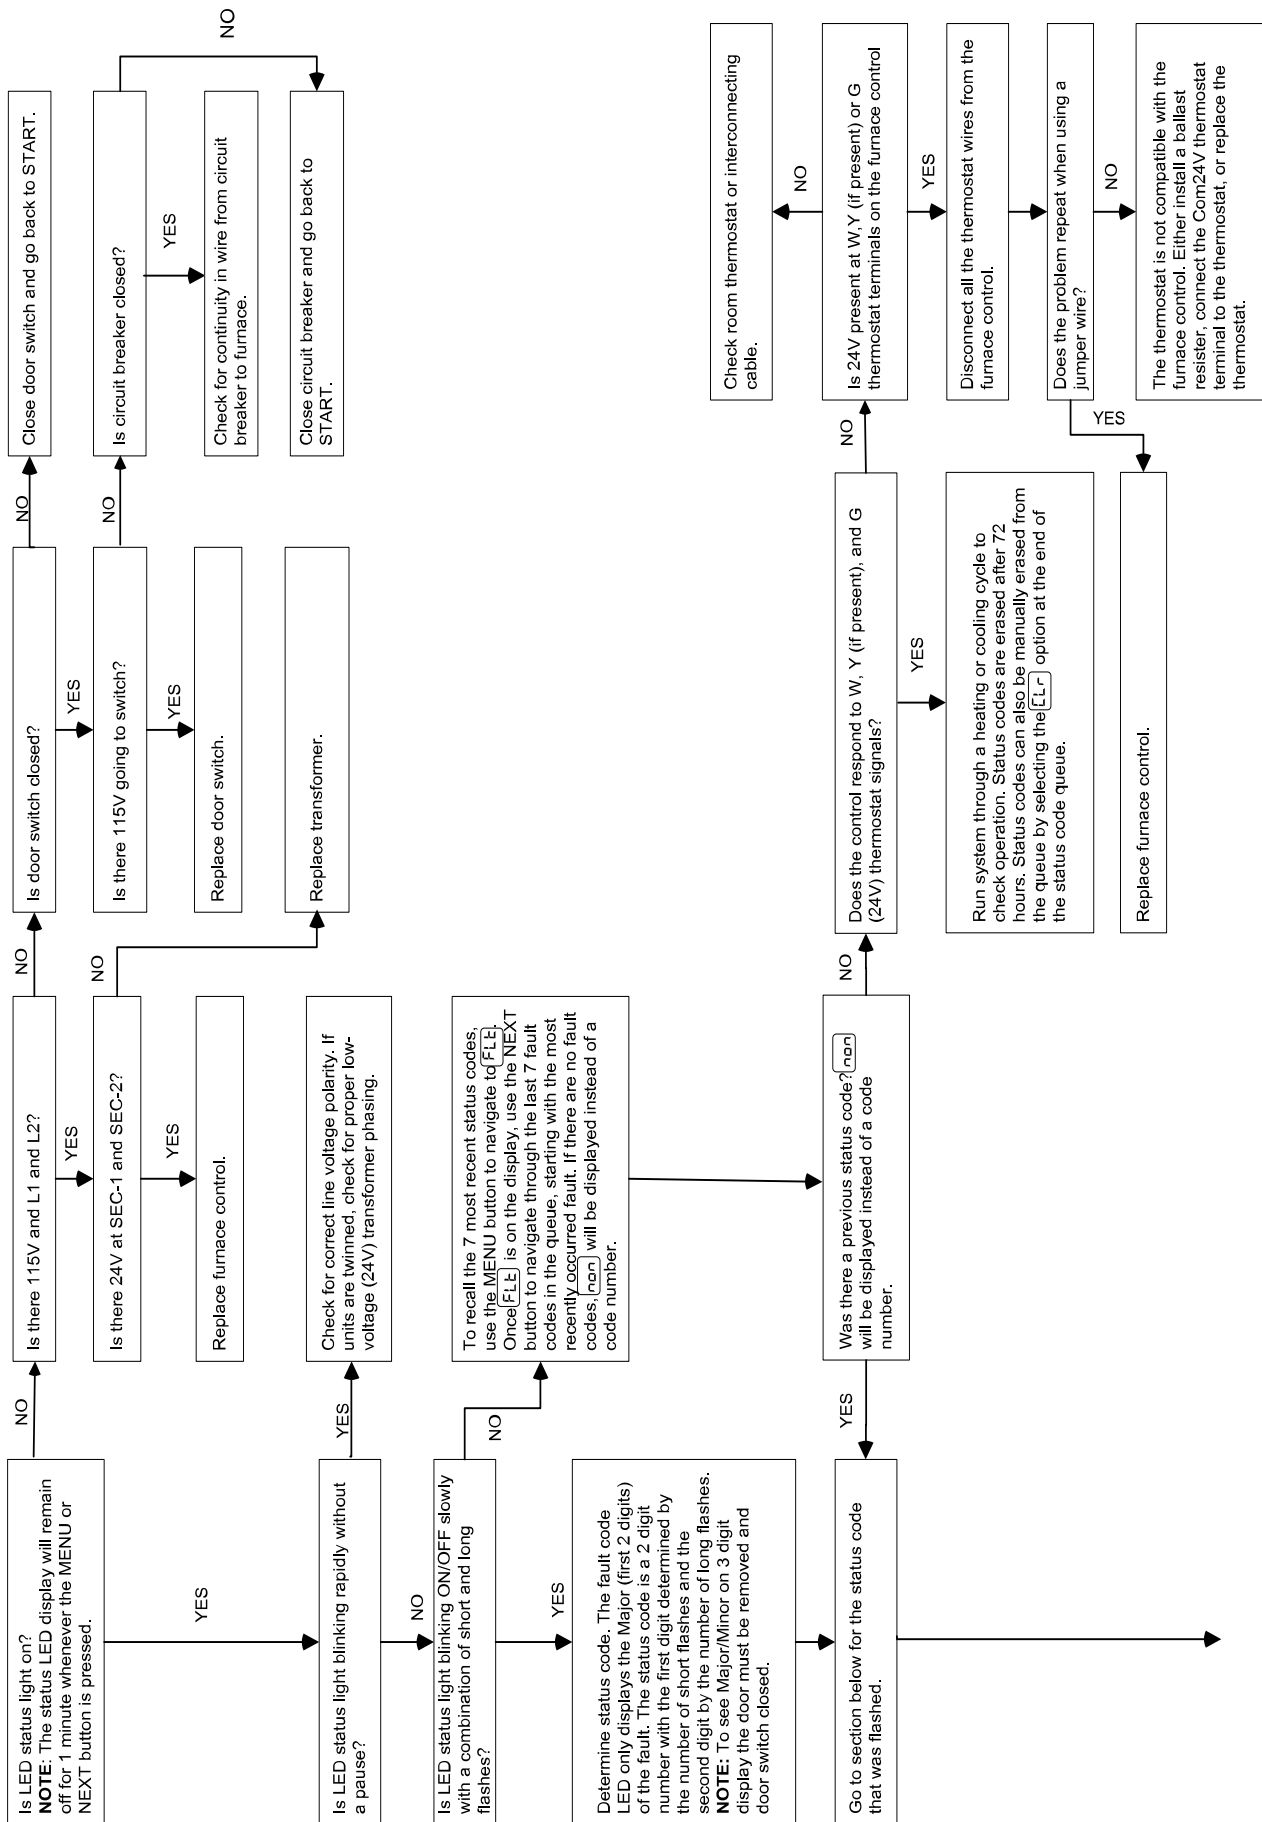 Is LED status light on?
NOTE: The status LED display will remain
off for 1 minute whenever the MENU or
NEXT button is pressed.
NO
Is there 115V and L1 and L2?
NO
Is door switch closed?
NO
Close door switch and go back to START.
YES
YES
Is there 24V at SEC-1 and SEC-2?
NO
Is there 115V going to switch?
NO
Is circuit breaker closed?
NO
YES
YES
YES
Replace furnace control.
Replace door switch.
Check for continuity in wire from circuit
breaker to furnace.
YES
Replace transformer.
Close circuit breaker and go back to
START.
Is LED status light blinking rapidly without
a pause?
YES
Check for correct line voltage polarity. If
units are twinned, check for proper low-
voltage (24V) transformer phasing.
NO
Is LED status light blinking ON/OFF slowly
with a combination of short and long
flashes?
NO
To recall the 7 most recent status codes,
use the MENU button to navigate to FLt.
Once FLt is on the display, use the NEXT
button to navigate through the last 7 fault
codes in the queue, starting with the most
recently occurred fault. If there are no fault
codes, non will be displayed instead of a
code number.
YES
Determine status code. The fault code
LED only displays the Major (first 2 digits)
of the fault. The status code is a 2 digit
number with the first digit determined by
the number of short flashes and the
second digit by the number of long flashes.
NOTE: To see Major/Minor on 3 digit
display the door must be removed and
door switch closed.
Go to section below for the status code
that was flashed.
YES
Was there a previous status code? non
will be displayed instead of a code
number.
NO
Does the control respond to W, Y (if present), and G
(24V) thermostat signals?
NO
Is 24V present at W,Y (if present) or G
thermostat terminals on the furnace control
NO
Check room thermostat or interconnecting
cable.
YES
YES
Run system through a heating or cooling cycle to
check operation. Status codes are erased after 72
hours. Status codes can also be manually erased from
the queue by selecting the CLr option at the end of
the status code queue.
Disconnect all the thermostat wires from the
furnace control.
Does the problem repeat when using a
jumper wire?
YES
NO
Replace furnace control.
The thermostat is not compatible with the
furnace control. Either install a ballast
resister, connect the Com24V thermostat
terminal to the thermostat, or replace the
thermostat.